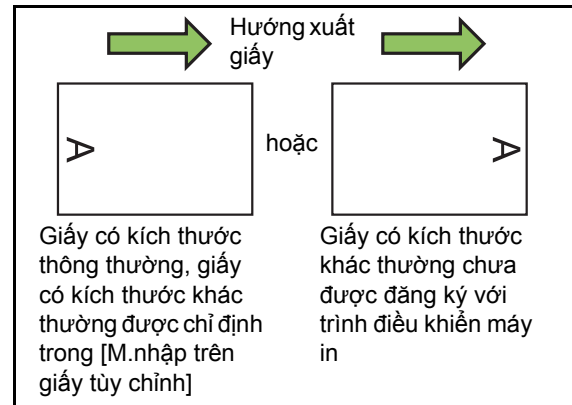 Hướng xuất
giấy
A
hoặc
A
Giấy có kích thước
thông thường, giấy
có kích thước khác
thường được chỉ định
trong [M.nhập trên
giấy tùy chỉnh]
Giấy có kích thước
khác thường chưa
được đăng ký với
trình điều khiển máy
in